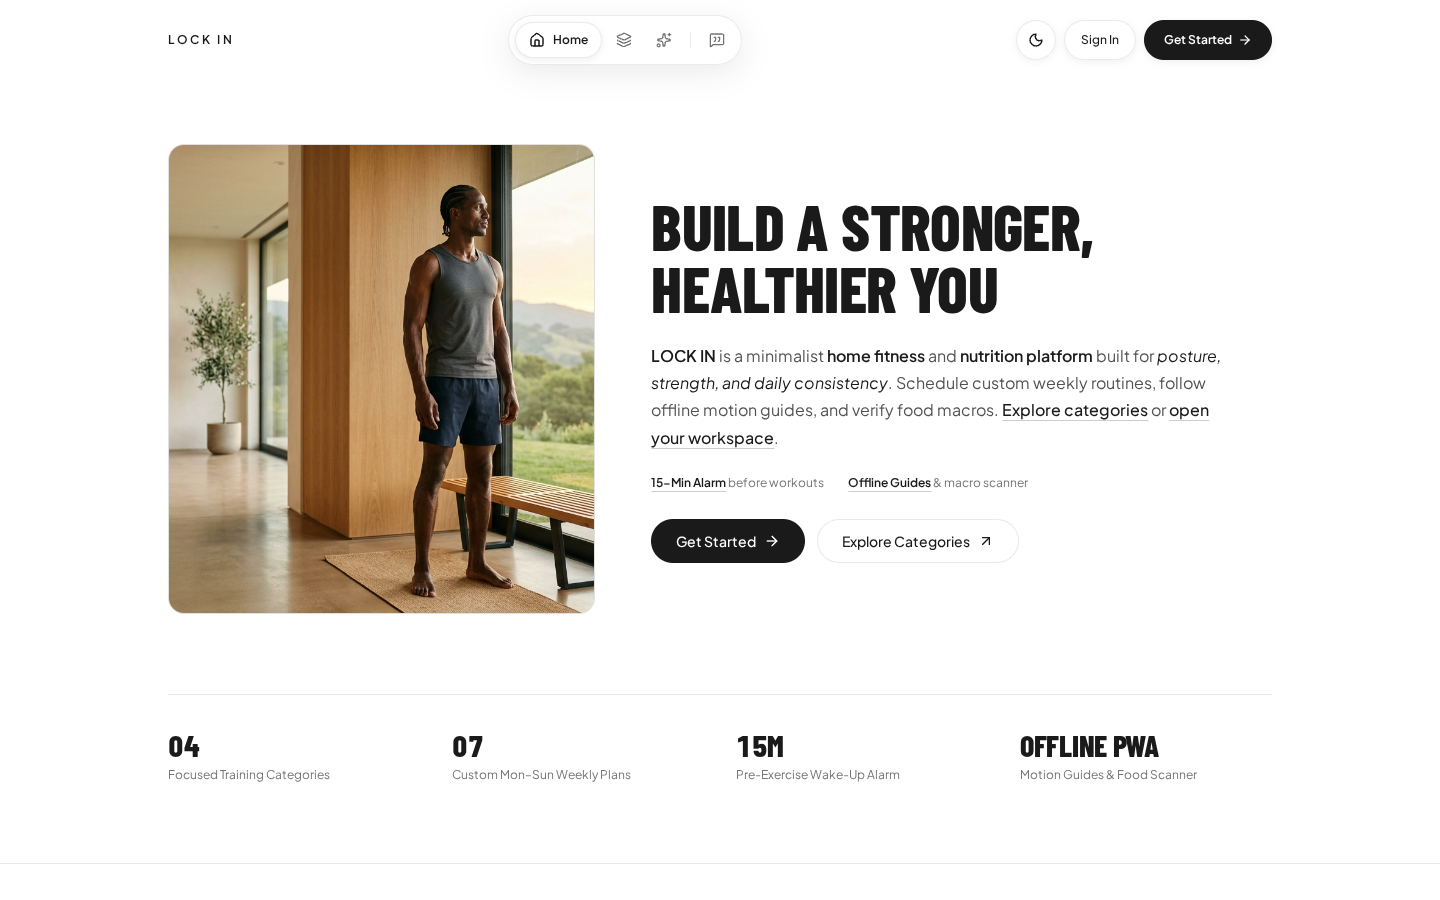 LOCK IN
Home
Sign In
Get Started
BUILD A STRONGER,
HEALTHIER YOU
LOCK IN is a minimalist home fitness and nutrition platform built for posture,
strength, and daily consistency. Schedule custom weekly routines, follow
offline motion guides, and verify food macros. Explore categories or open
your workspace.
15-Min Alarm before workouts
Offline Guides & macro scanner
Get Started
Explore Categories
04
Focused Training Categories
07
Custom Mon–Sun Weekly Plans
15M
Pre-Exercise Wake-Up Alarm
OFFLINE PWA
Motion Guides & Food Scanner